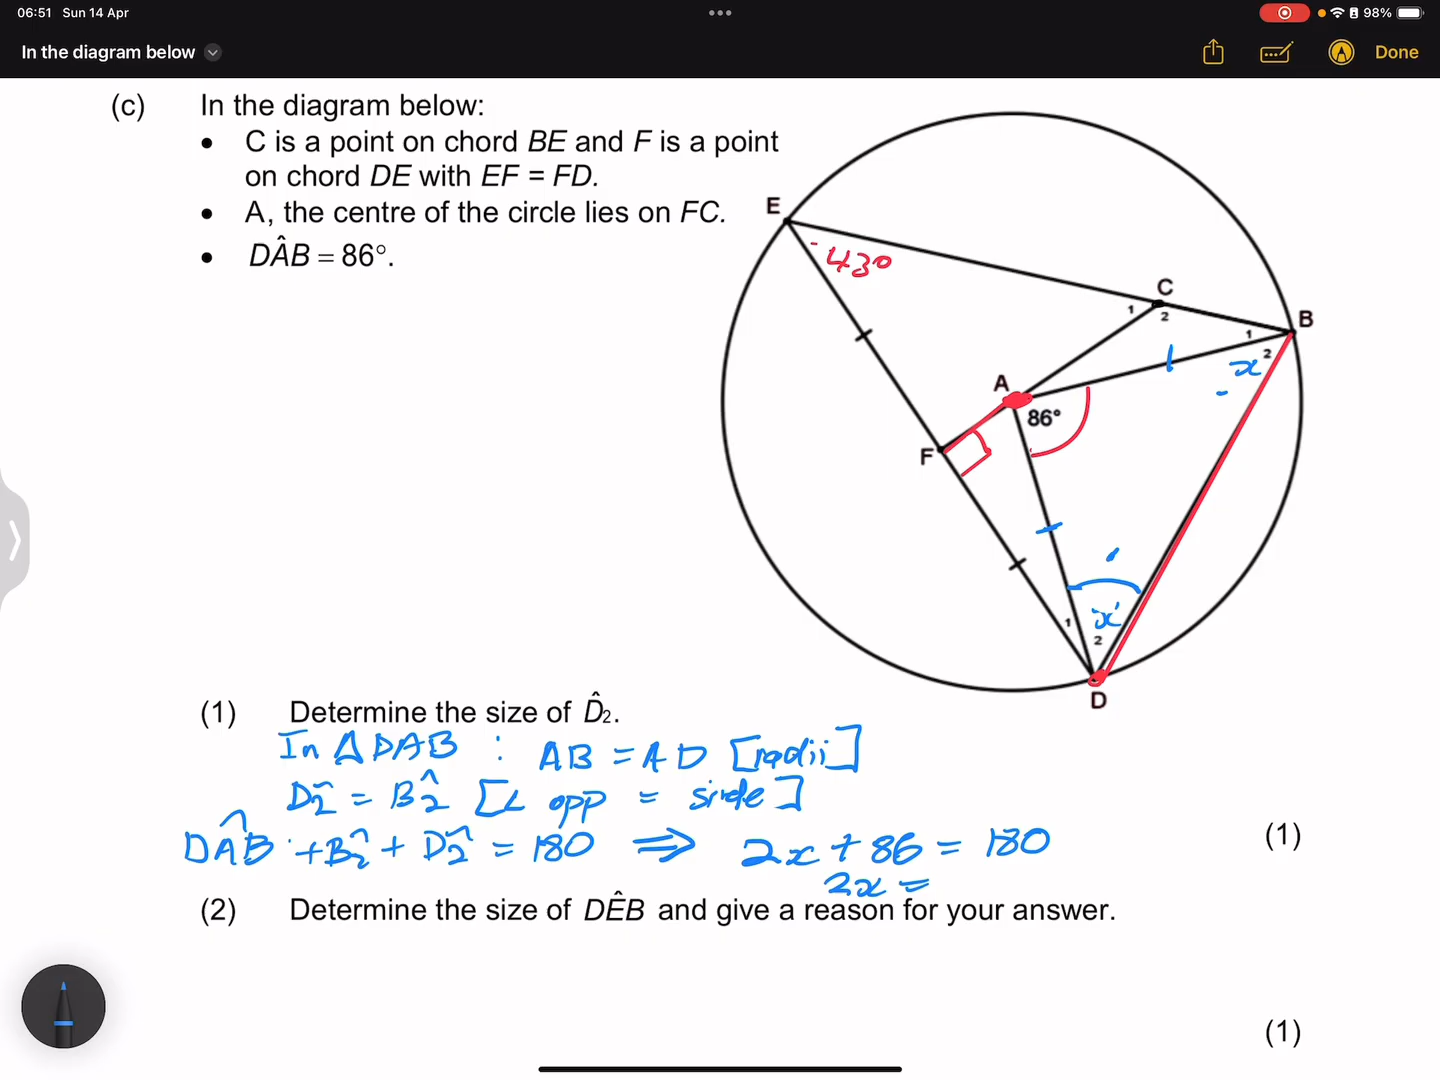 06:51 Sun 14 Apr
98%
In the diagram below
Done
(c) In the diagram below:
• C is a point on chord BE and F is a point
on chord DE with EF = FD.
• A, the centre of the circle lies on FC.
• DÂB = 86°.
E
43°
C
1
2
B
1
2
x
A
86°
F
x
1
2
D
(1) Determine the size of D̂₂.
In Δ DAB : AB = AD [radii]
D̂₂ = B̂₂ [∠ opp = side]
DÂB + B̂₂ + D̂₂ = 180 ⇒ 2x + 86 = 180
(1)
2x =
(2) Determine the size of DÊB and give a reason for your answer.
(1)